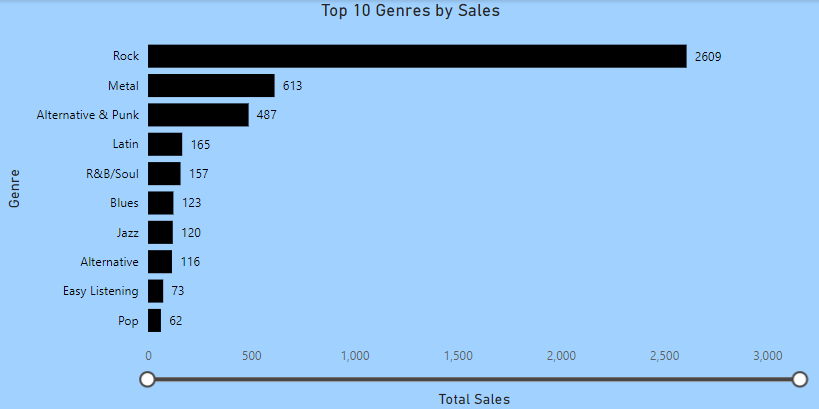 Top 10 Genres by Sales
Genre
Rock 2609
Metal 613
Alternative & Punk 487
Latin 165
R&B/Soul 157
Blues 123
Jazz 120
Alternative 116
Easy Listening 73
Pop 62
0 500 1,000 1,500 2,000 2,500 3,000
Total Sales